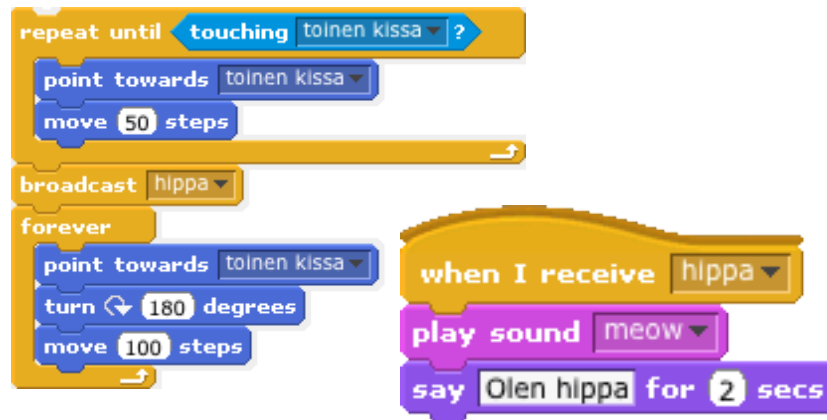 repeat until touching toinen kissa ?
point towards toinen kissa
move 50 steps
broadcast hippa
forever
point towards toinen kissa
turn 180 degrees
move 100 steps
when I receive hippa
play sound meow
say Olen hippa for 2 secs